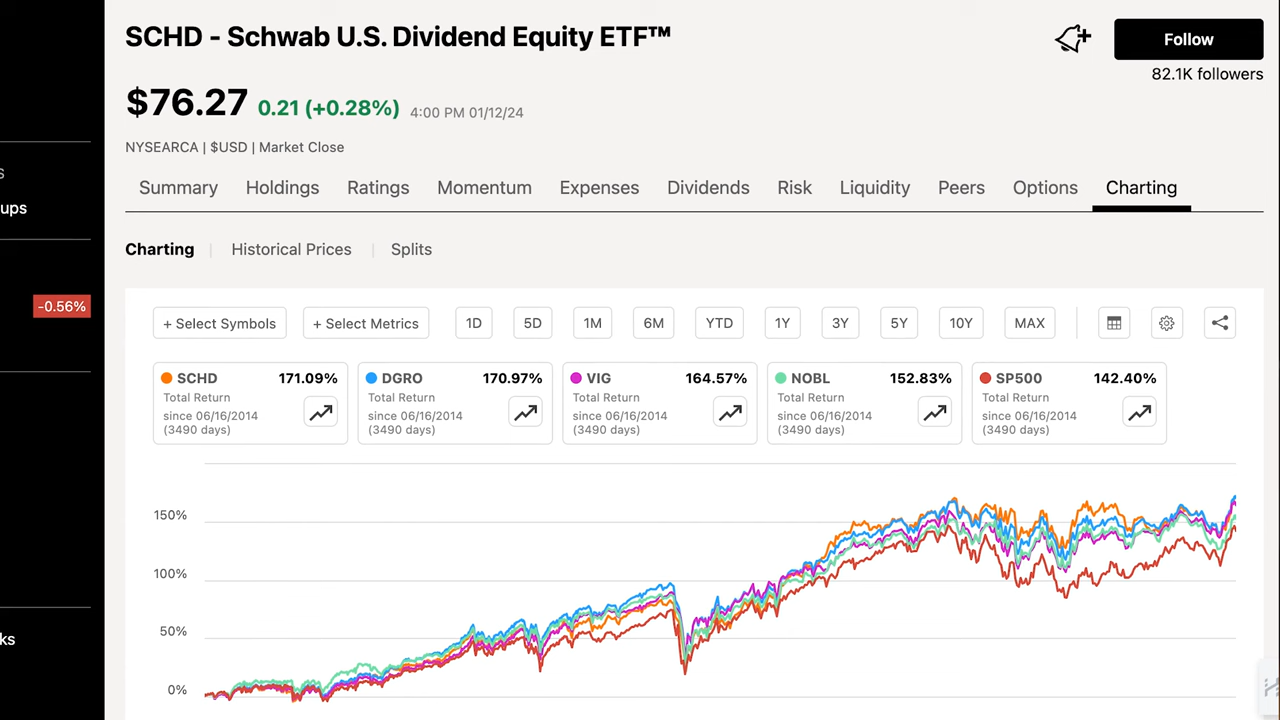 SCHD - Schwab U.S. Dividend Equity ETF™
Follow
82.1K followers
$76.27 0.21 (+0.28%) 4:00 PM 01/12/24
NYSEARCA | $USD | Market Close
s
ups
-0.56%
ks
Summary Holdings Ratings Momentum Expenses Dividends Risk Liquidity Peers Options Charting
Charting | Historical Prices | Splits
+ Select Symbols + Select Metrics 1D 5D 1M 6M YTD 1Y 3Y 5Y 10Y MAX
SCHD 171.09%
Total Return
since 06/16/2014
(3490 days)
DGRO 170.97%
Total Return
since 06/16/2014
(3490 days)
VIG 164.57%
Total Return
since 06/16/2014
(3490 days)
NOBL 152.83%
Total Return
since 06/16/2014
(3490 days)
SP500 142.40%
Total Return
since 06/16/2014
(3490 days)
150%
100%
50%
0%